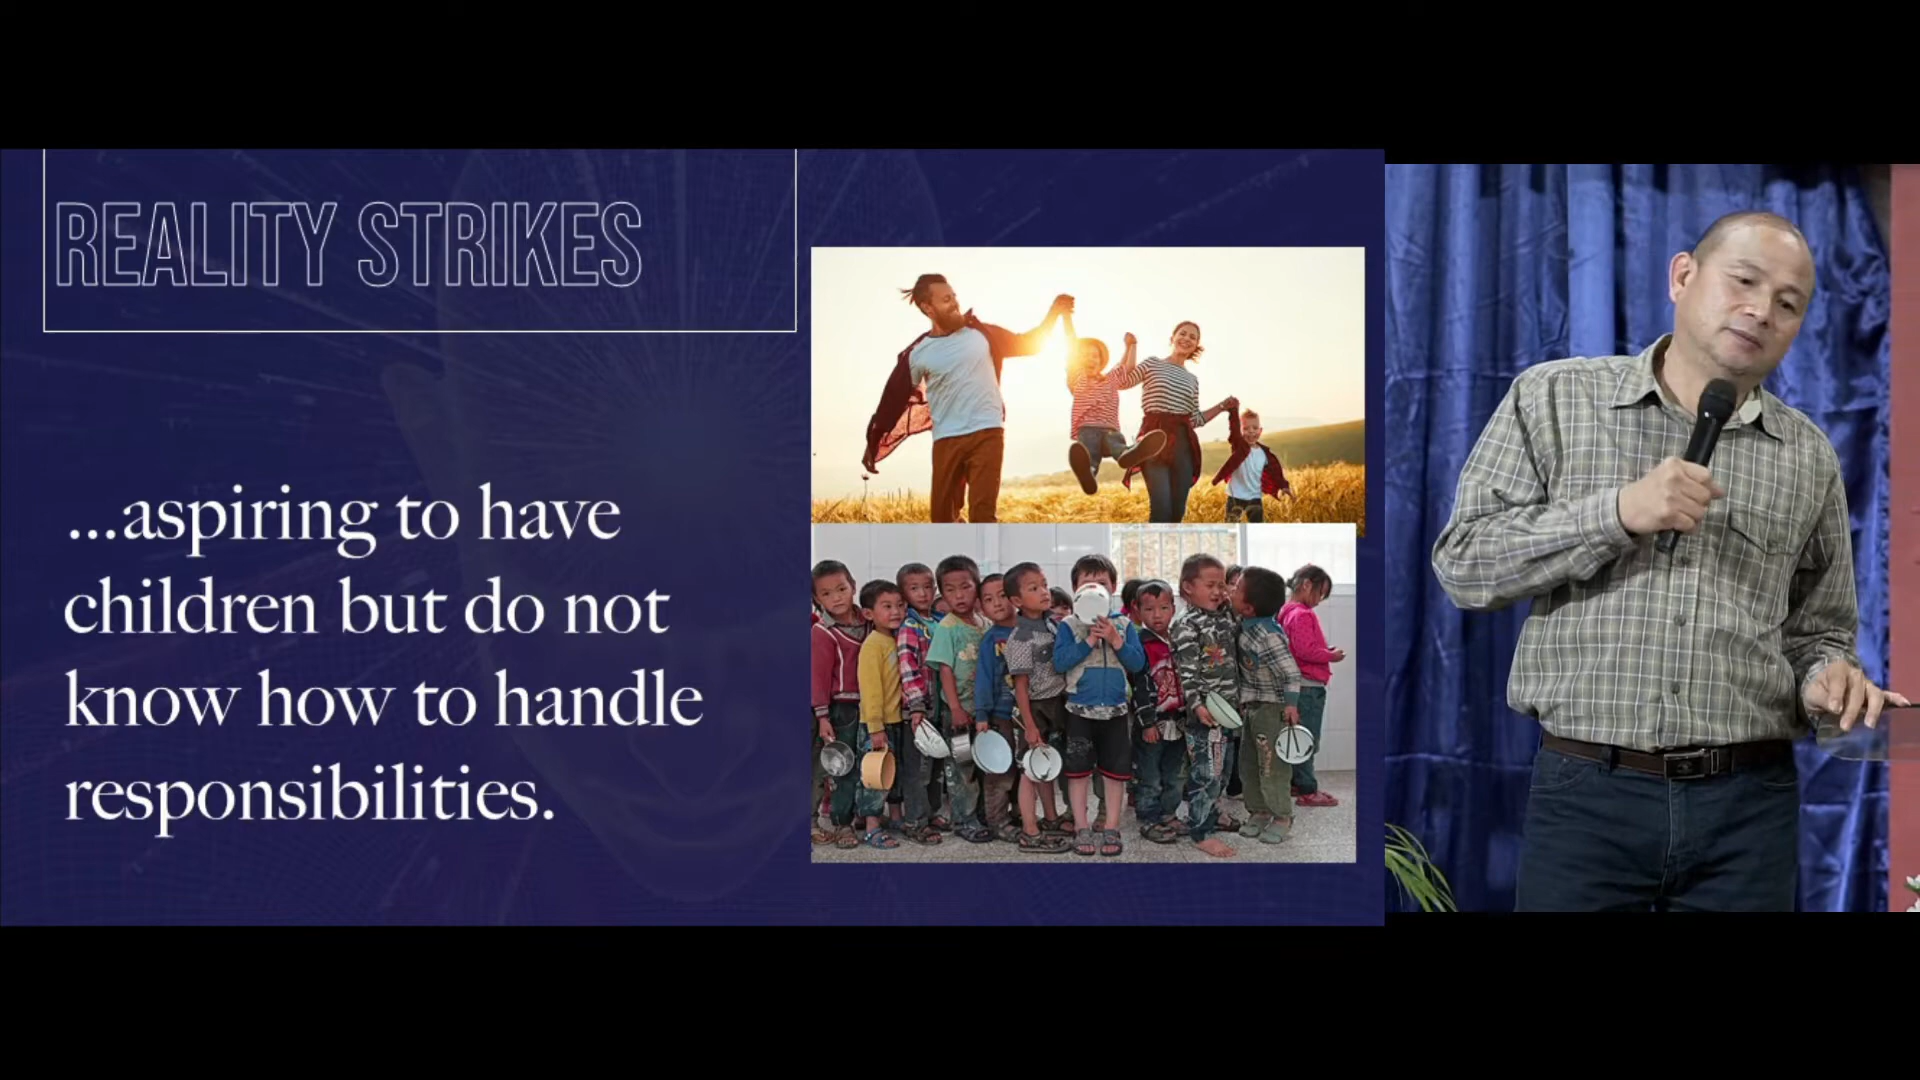 REALITY STRIKES
...aspiring to have
children but do not
know how to handle
responsibilities.